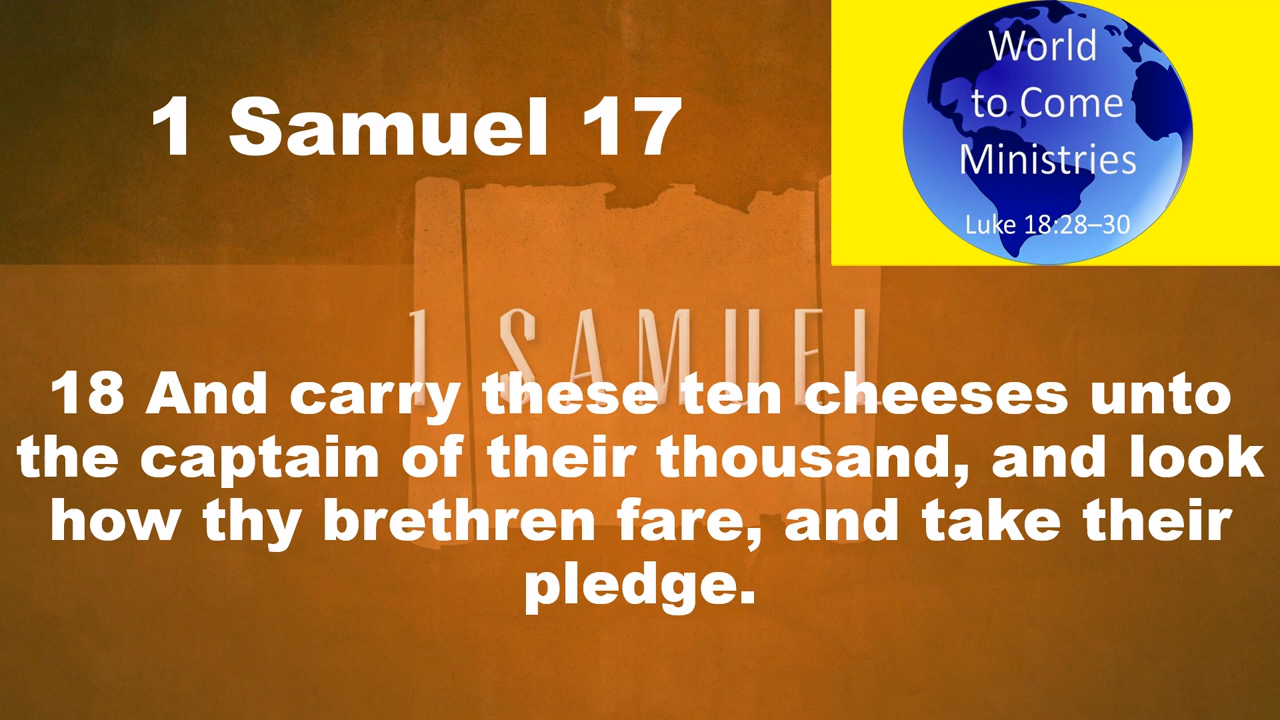 1 Samuel 17
World
to Come
Ministries
Luke 18:28–30
1 SAMUEL
18 And carry these ten cheeses unto
the captain of their thousand, and look
how thy brethren fare, and take their
pledge.